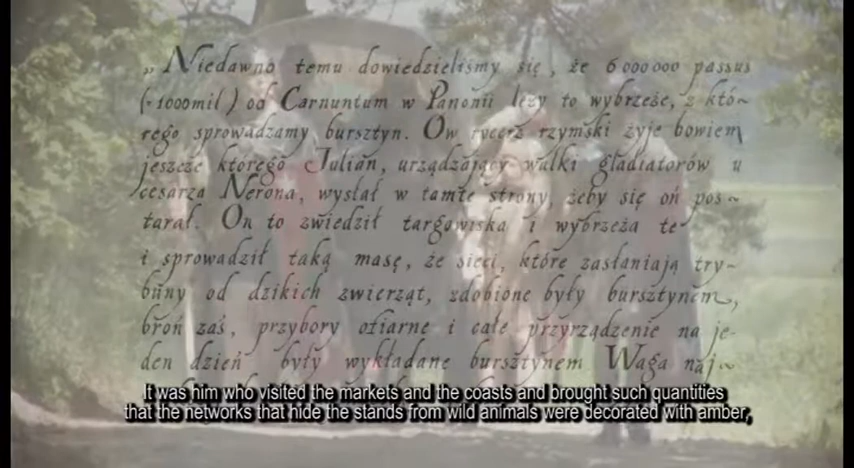 „Niedawno temu dowiedzieliśmy się, że 6000000 passus
(=1000mil) od Carnuntum w Panonii leży to wybrzeże, z któ~
rego sprowadzamy bursztyn. Ów rycerz rzymski żyje bowiem
jeszcze którego Julian, urządzający walki gladiatorów u
cesarza Nerona, wysłał w tamte strony, żeby się on pos~
tarał. On to zwiedził targowiska i wybrzeża te
i sprowadził taką masę, że sieci, które zasłaniają try~
buny od dzikich zwierząt, zdobione były bursztynem,
broń zaś, przybory ofiarne i całe przyrządzenie na je-
den dzień były wykładane bursztynem Waga naj~
It was him who visited the markets and the coasts and brought such quantities
that the networks that hide the stands from wild animals were decorated with amber,